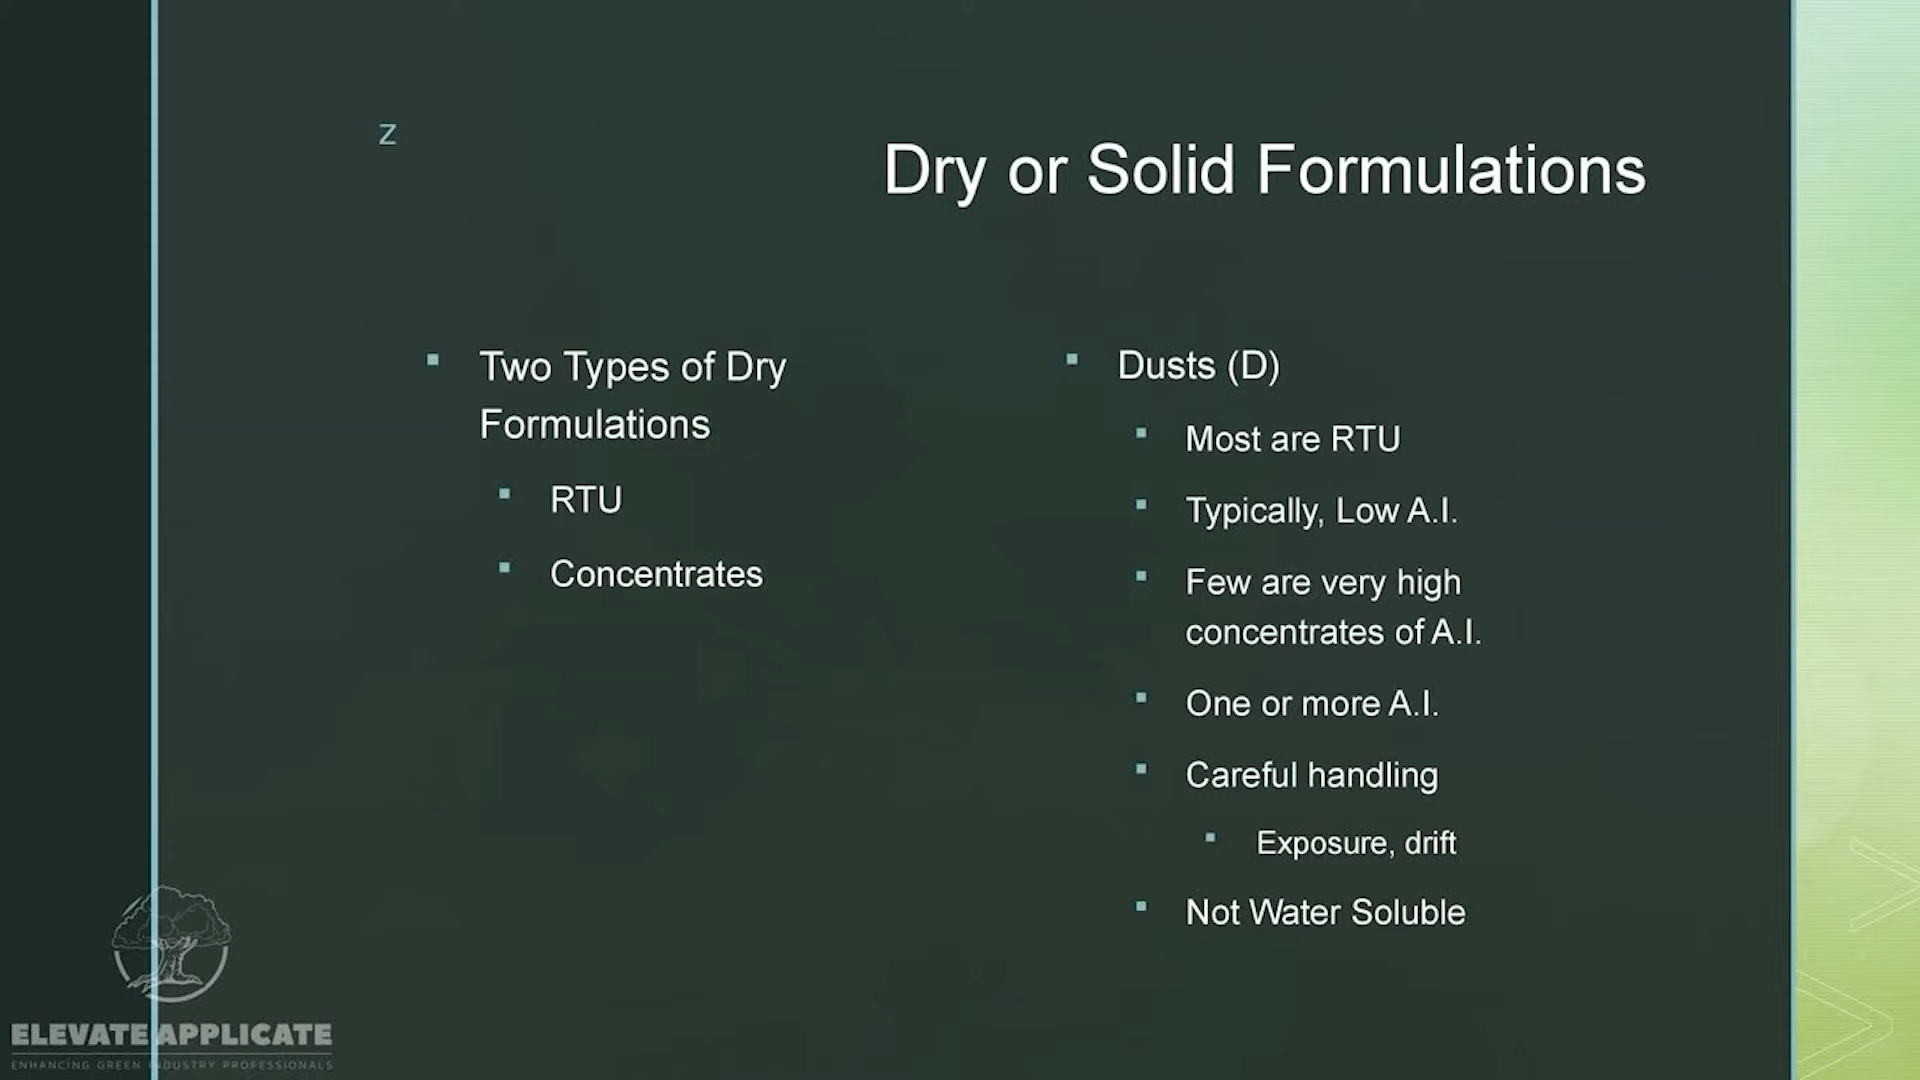 z
Dry or Solid Formulations
Two Types of Dry
Formulations
RTU
Concentrates
Dusts (D)
Most are RTU
Typically, Low A.I.
Few are very high
concentrates of A.I.
One or more A.I.
Careful handling
Exposure, drift
Not Water Soluble
ELEVATE APPLICATE
ENHANCING GREEN INDUSTRY PROFESSIONALS